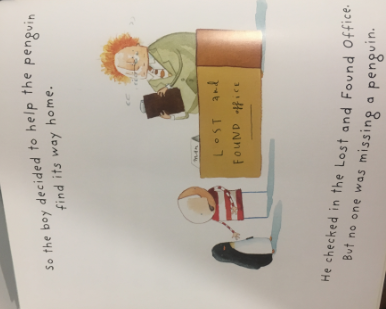 So the boy decided to help the penguin
find its way home.
LOST and
FOUND office
He checked in the Lost and Found Office.
But no one was missing a penguin.